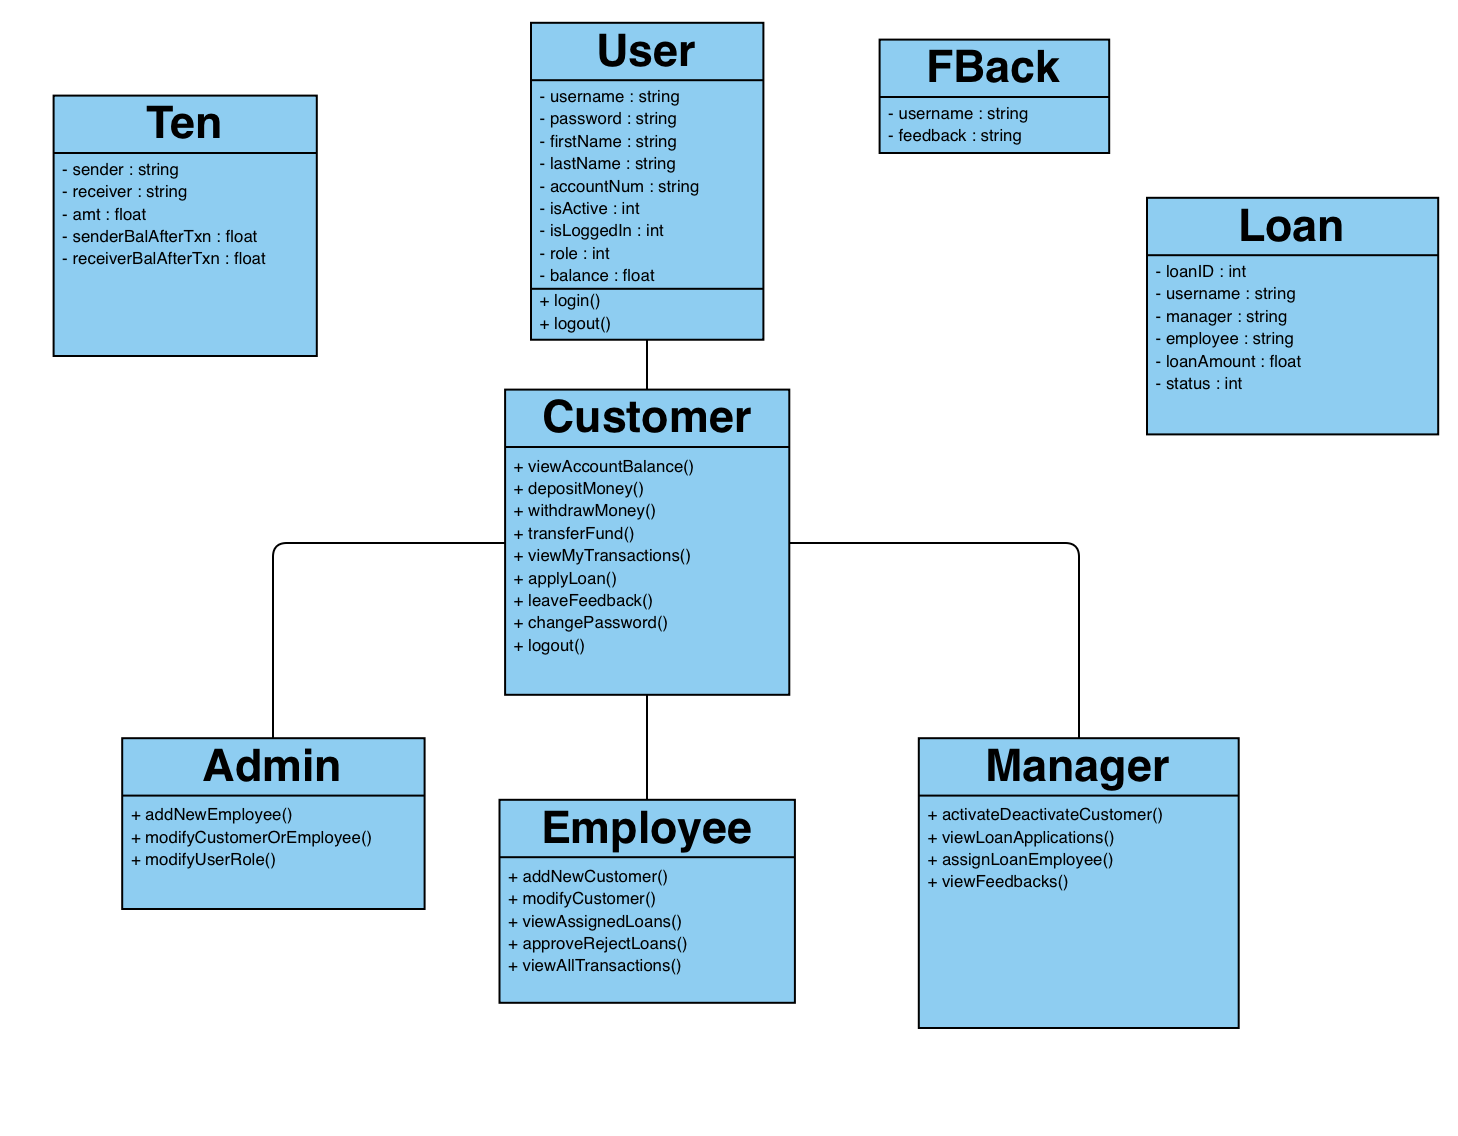 User
- username : string
- password : string
- firstName : string
- lastName : string
- accountNum : string
- isActive : int
- isLoggedIn : int
- role : int
- balance : float
+ login()
+ logout()
FBack
- username : string
- feedback : string
Ten
- sender : string
- receiver : string
- amt : float
- senderBalAfterTxn : float
- receiverBalAfterTxn : float
Loan
- loanID : int
- username : string
- manager : string
- employee : string
- loanAmount : float
- status : int
Customer
+ viewAccountBalance()
+ depositMoney()
+ withdrawMoney()
+ transferFund()
+ viewMyTransactions()
+ applyLoan()
+ leaveFeedback()
+ changePassword()
+ logout()
Admin
+ addNewEmployee()
+ modifyCustomerOrEmployee()
+ modifyUserRole()
Employee
+ addNewCustomer()
+ modifyCustomer()
+ viewAssignedLoans()
+ approveRejectLoans()
+ viewAllTransactions()
Manager
+ activateDeactivateCustomer()
+ viewLoanApplications()
+ assignLoanEmployee()
+ viewFeedbacks()